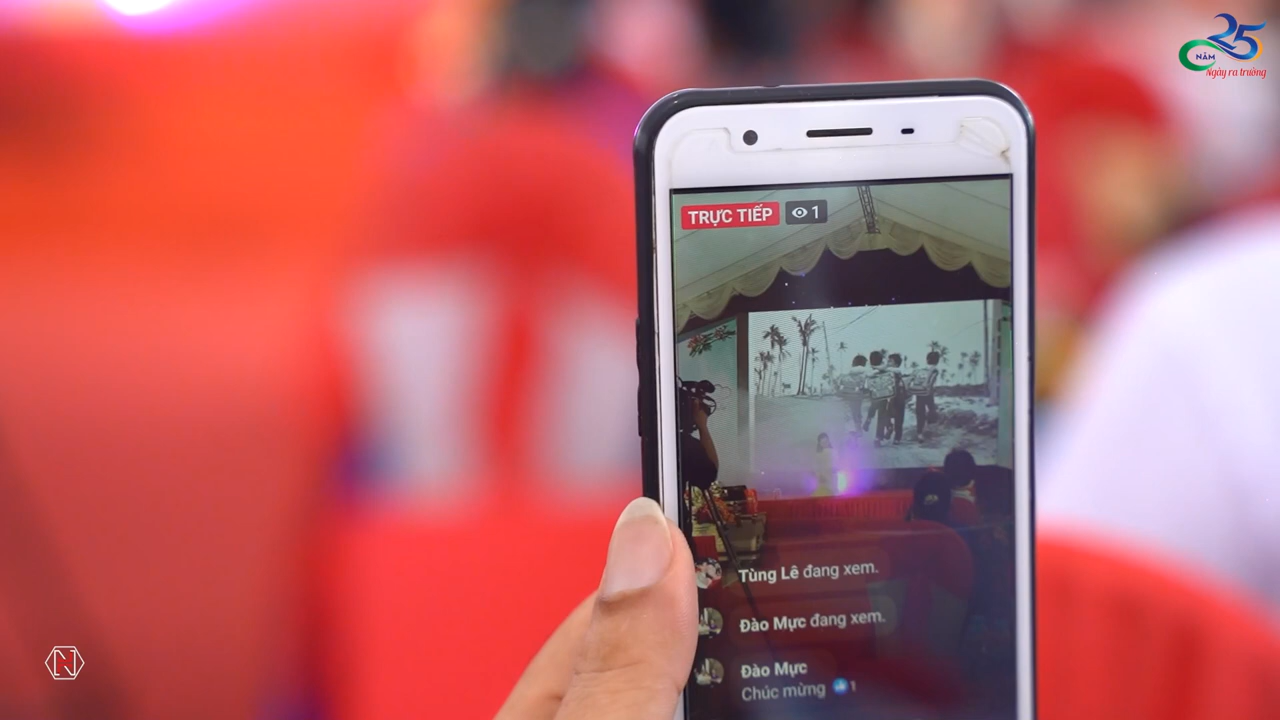 25
NĂM
Ngày ra trường
TRỰC TIẾP 1
Tùng Lê đang xem.
Đào Mực đang xem.
Đào Mực
Chúc mừng 1
N